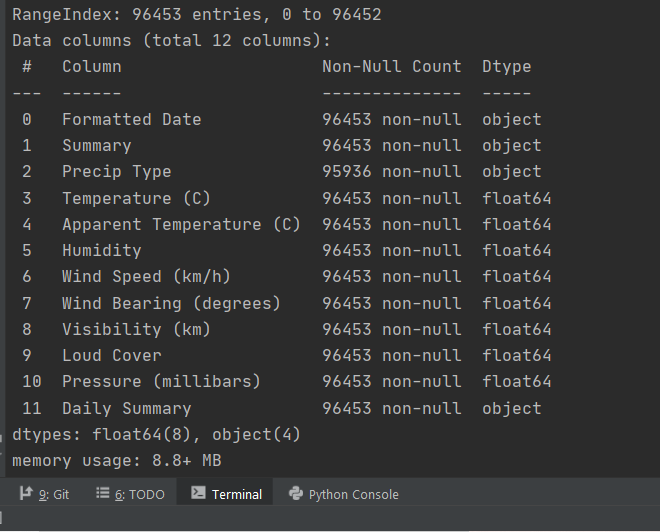 RangeIndex: 96453 entries, 0 to 96452
Data columns (total 12 columns):
 #   Column                    Non-Null Count  Dtype
---  ------                    --------------  -----
 0   Formatted Date            96453 non-null  object
 1   Summary                   96453 non-null  object
 2   Precip Type               95936 non-null  object
 3   Temperature (C)           96453 non-null  float64
 4   Apparent Temperature (C)  96453 non-null  float64
 5   Humidity                  96453 non-null  float64
 6   Wind Speed (km/h)         96453 non-null  float64
 7   Wind Bearing (degrees)    96453 non-null  float64
 8   Visibility (km)           96453 non-null  float64
 9   Loud Cover                96453 non-null  float64
 10  Pressure (millibars)      96453 non-null  float64
 11  Daily Summary             96453 non-null  object
dtypes: float64(8), object(4)
memory usage: 8.8+ MB
9: Git 6: TODO Terminal Python Console